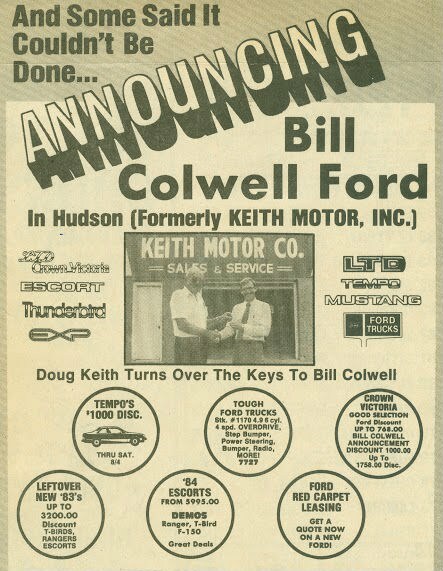 And Some Said It
Couldn't Be
Done...
ANNOUNCING
Bill
Colwell Ford
In Hudson (Formerly KEITH MOTOR, INC.)
LTD
Crown Victoria
ESCORT
Thunderbird
EXP
KEITH MOTOR CO.
SALES & SERVICE
LTD
TEMPO
MUSTANG
FORD
TRUCKS
Doug Keith Turns Over The Keys To Bill Colwell
TEMPO'S
$1000 DISC.
THRU SAT.
8/4
TOUGH
FORD TRUCKS
Stk. #1170 4.9 6 cyl.
4 spd. OVERDRIVE,
Step Bumper,
Power Steering,
Bumper, Radio,
MORE!
7727
CROWN
VICTORIA
GOOD SELECTION
Ford Discount
UP TO 768.00
BILL COLWELL
ANNOUNCEMENT
DISCOUNT 1000.00
Up To
1758.00 Disc.
LEFTOVER
NEW '83's
UP TO
3200.00
Discount
T-BIRDS,
RANGERS
ESCORTS
'84
ESCORTS
FROM 5995.00
DEMOS
Ranger, T-Bird
F-150
Great Deals
FORD
RED CARPET
LEASING
GET A
QUOTE NOW
ON A NEW
FORD!